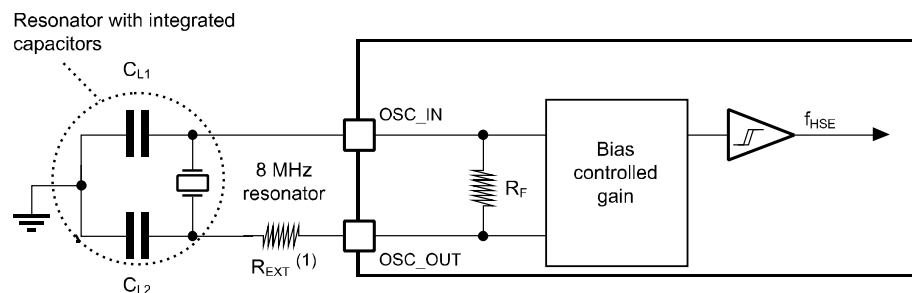 Resonator with integrated
capacitors
CL1
OSC_IN
fHSE
8 MHz
resonator
RF
Bias
controlled
gain
REXT (1)
OSC_OUT
CL2